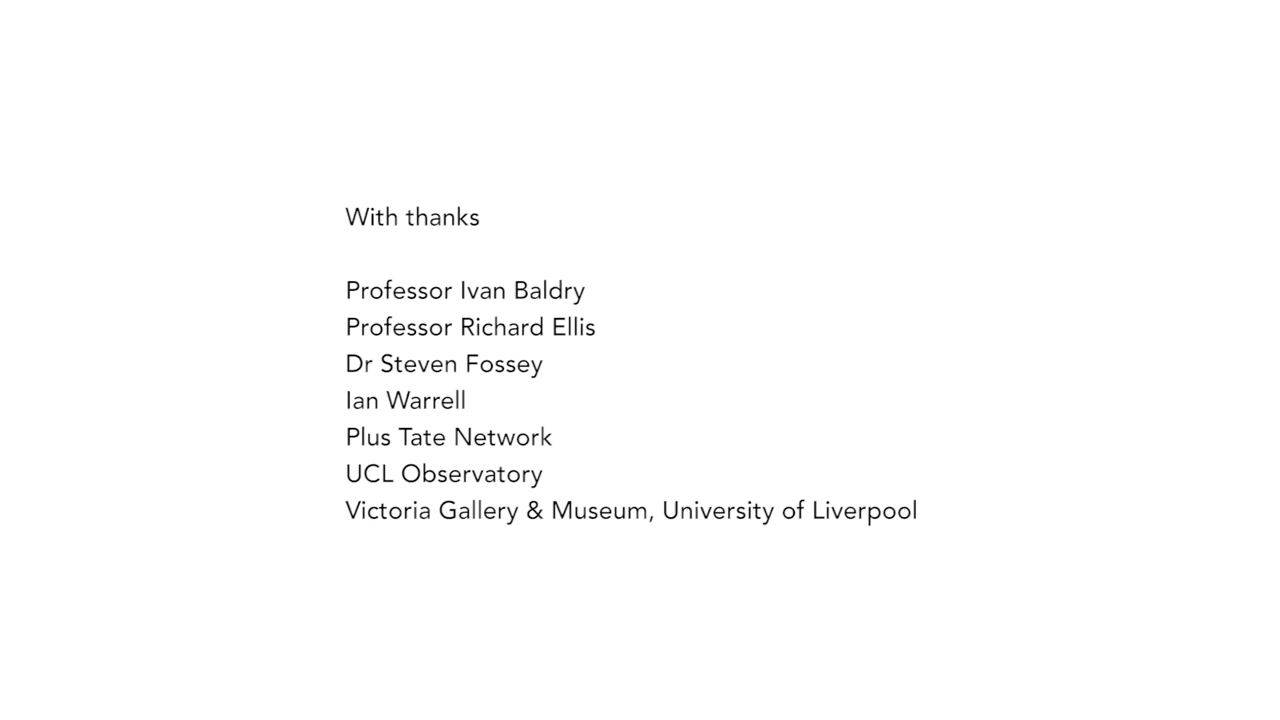 With thanks
Professor Ivan Baldry
Professor Richard Ellis
Dr Steven Fossey
Ian Warrell
Plus Tate Network
UCL Observatory
Victoria Gallery & Museum, University of Liverpool